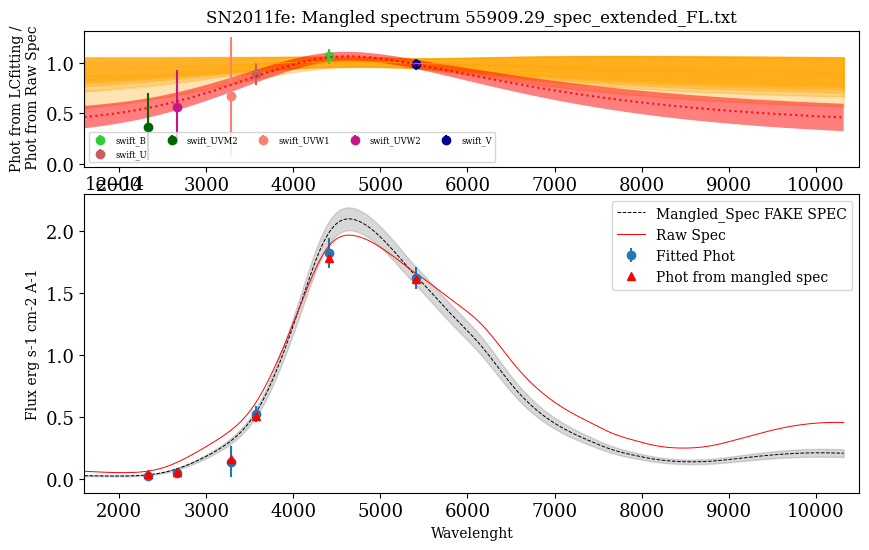 SN2011fe: Mangled spectrum 55909.29_spec_extended_FL.txt
Phot from LCfitting /
Phot from Raw Spec
1.0
0.5
0.0
swift_B
swift_UVM2
swift_UVW1
swift_UVW2
swift_V
swift_U
2000 3000 4000 5000 6000 7000 8000 9000 10000
1e−14
Flux erg s-1 cm-2 A-1
2.0
1.5
1.0
0.5
0.0
Mangled_Spec FAKE SPEC
Raw Spec
Fitted Phot
Phot from mangled spec
2000 3000 4000 5000 6000 7000 8000 9000 10000
Wavelenght